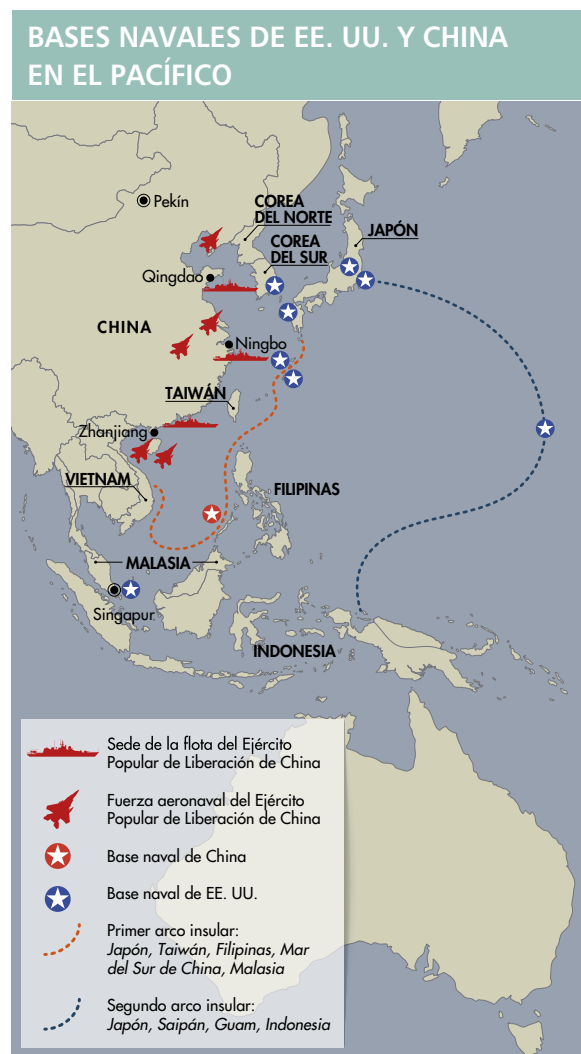 BASES NAVALES DE EE. UU. Y CHINA
EN EL PACÍFICO
Pekín
COREA
DEL NORTE
COREA
DEL SUR
JAPÓN
Qingdao
CHINA
Ningbo
TAIWÁN
Zhanjiang
VIETNAM
FILIPINAS
MALASIA
Singapur
INDONESIA
Sede de la flota del Ejército
Popular de Liberación de China
Fuerza aeronaval del Ejército
Popular de Liberación de China
Base naval de China
Base naval de EE. UU.
Primer arco insular:
Japón, Taiwán, Filipinas, Mar
del Sur de China, Malasia
Segundo arco insular:
Japón, Saipán, Guam, Indonesia